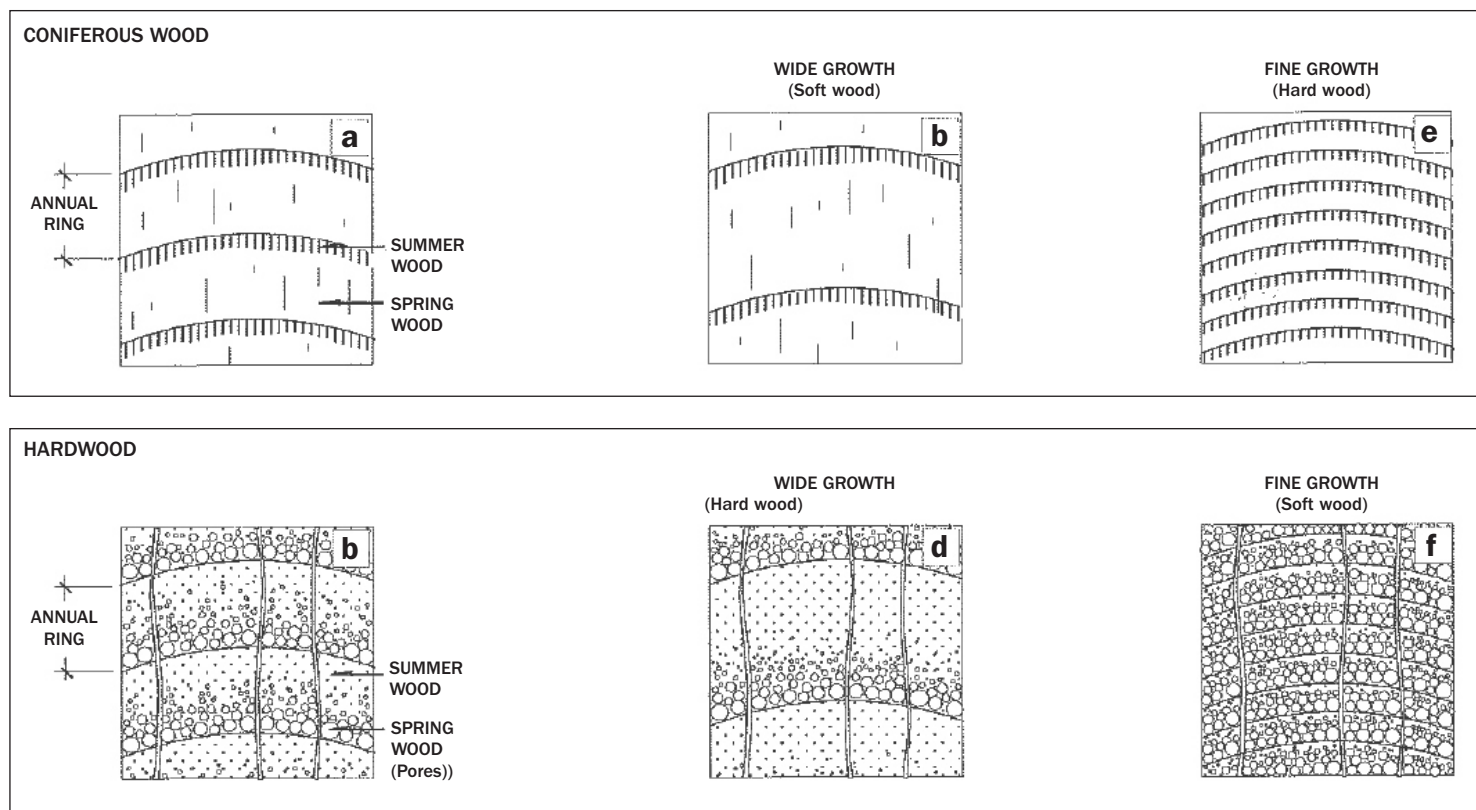 CONIFEROUS WOOD
WIDE GROWTH
(Soft wood)
FINE GROWTH
(Hard wood)
a
b
e
ANNUAL
RING
SUMMER
WOOD
SPRING
WOOD
HARDWOOD
WIDE GROWTH
(Hard wood)
FINE GROWTH
(Soft wood)
b
d
f
ANNUAL
RING
SUMMER
WOOD
SPRING
WOOD
(Pores))